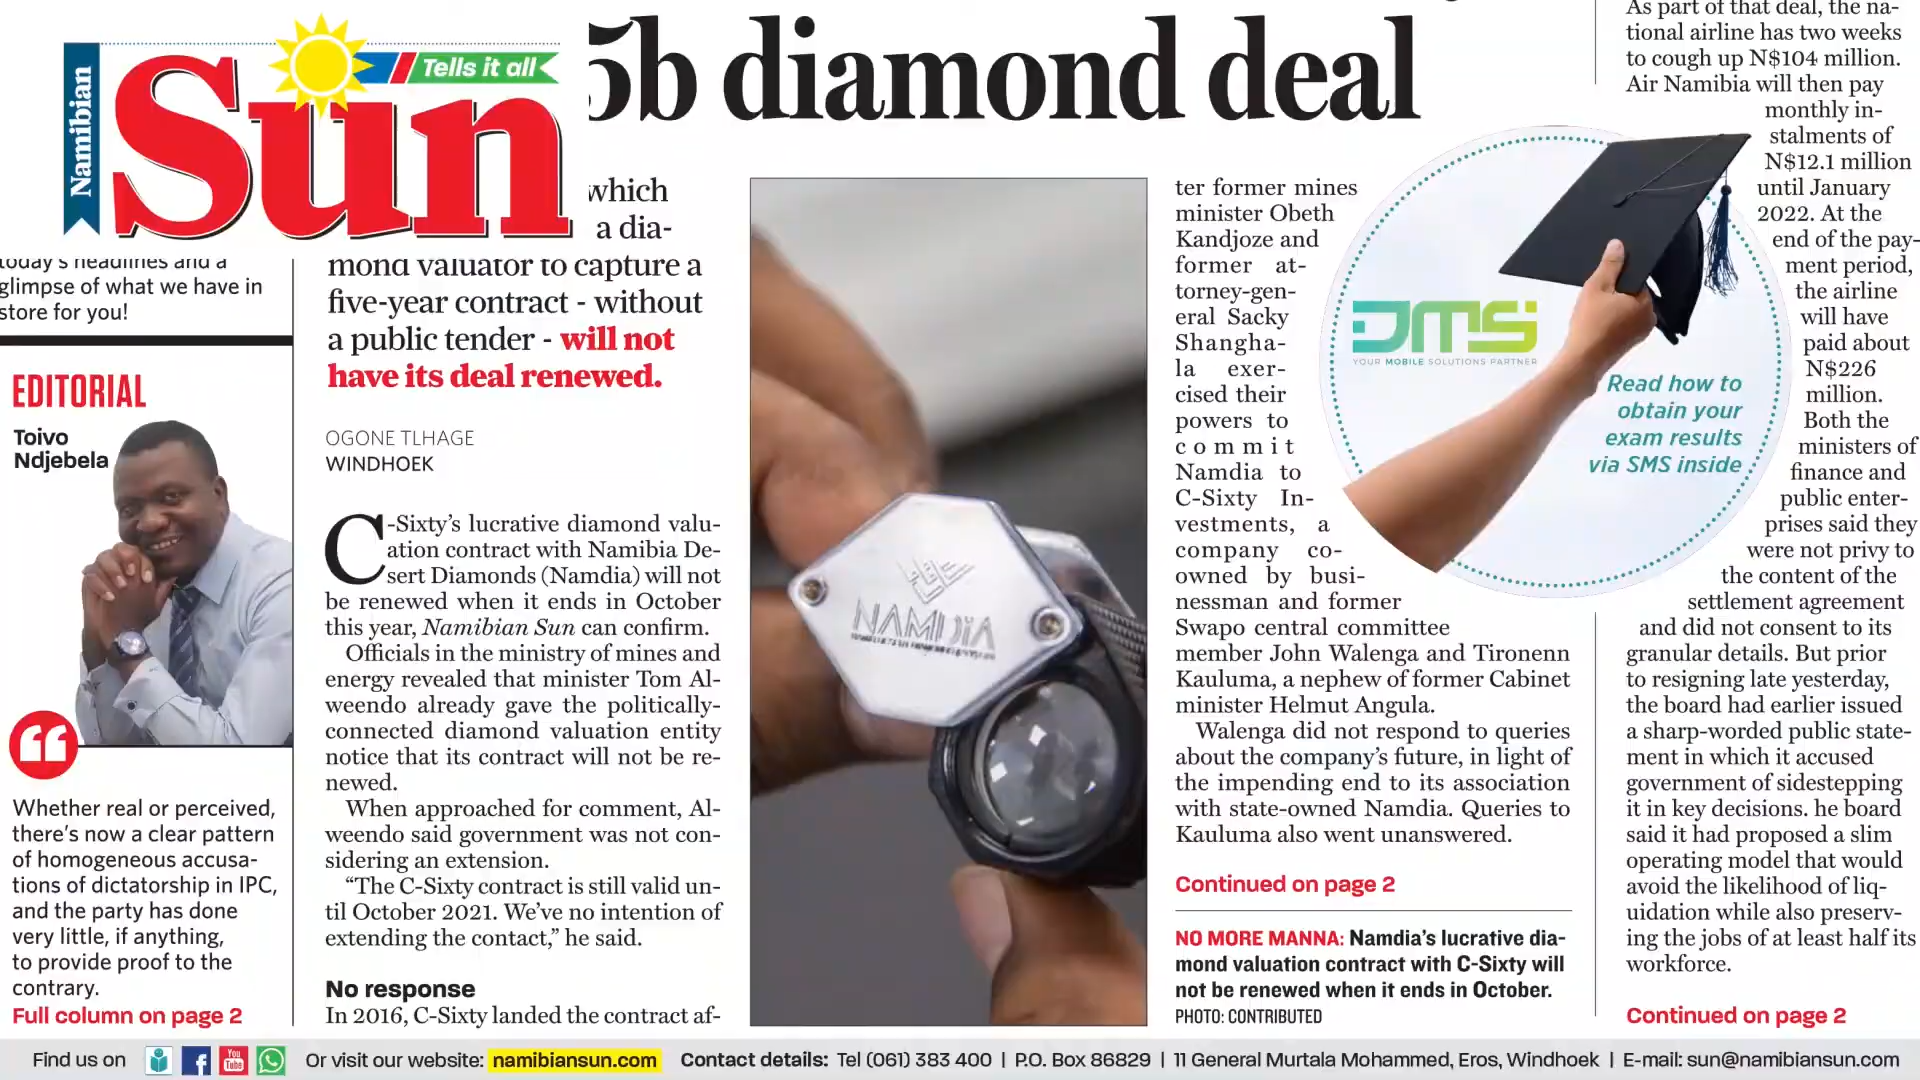 Namibian
Sun
Tells it all
5b diamond deal
today's headlines and a
glimpse of what we have in
store for you!
EDITORIAL
Toivo
Ndjebela
Whether real or perceived,
there's now a clear pattern
of homogeneous accusa-
tions of dictatorship in IPC,
and the party has done
very little, if anything,
to provide proof to the
contrary.
Full column on page 2
which
a dia-
mond valuator to capture a
five-year contract - without
a public tender - will not
have its deal renewed.
OGONE TLHAGE
WINDHOEK
C-Sixty's lucrative diamond valu-
ation contract with Namibia De-
sert Diamonds (Namdia) will not
be renewed when it ends in October
this year, Namibian Sun can confirm.
Officials in the ministry of mines and
energy revealed that minister Tom Al-
weendo already gave the politically-
connected diamond valuation entity
notice that its contract will not be re-
newed.
When approached for comment, Al-
weendo said government was not con-
sidering an extension.
“The C-Sixty contract is still valid un-
til October 2021. We've no intention of
extending the contact,” he said.
No response
In 2016, C-Sixty landed the contract af-
NAMDIA
ter former mines
minister Obeth
Kandjoze and
former at-
torney-gen-
eral Sacky
Shangha-
la exer-
cised their
powers to
commit
Namdia to
C-Sixty In-
vestments, a
company co-
owned by busi-
nessman and former
Swapo central committee
member John Walenga and Tironenn
Kauluma, a nephew of former Cabinet
minister Helmut Angula.
Walenga did not respond to queries
about the company's future, in light of
the impending end to its association
with state-owned Namdia. Queries to
Kauluma also went unanswered.
Continued on page 2
NO MORE MANNA: Namdia's lucrative dia-
mond valuation contract with C-Sixty will
not be renewed when it ends in October.
PHOTO: CONTRIBUTED
DMS
YOUR MOBILE SOLUTIONS PARTNER
Read how to
obtain your
exam results
via SMS inside
As part of that deal, the na-
tional airline has two weeks
to cough up N$104 million.
Air Namibia will then pay
monthly in-
stalments of
N$12.1 million
until January
2022. At the
end of the pay-
ment period,
the airline
will have
paid about
N$226
million.
Both the
ministers of
finance and
public enter-
prises said they
were not privy to
the content of the
settlement agreement
and did not consent to its
granular details. But prior
to resigning late yesterday,
the board had earlier issued
a sharp-worded public state-
ment in which it accused
government of sidestepping
it in key decisions. he board
said it had proposed a slim
operating model that would
avoid the likelihood of liq-
uidation while also preserv-
ing the jobs of at least half its
workforce.
Continued on page 2
Find us on
You Tube
Or visit our website: namibiansun.com
Contact details: Tel (061) 383 400 | P.O. Box 86829 | 11 General Murtala Mohammed, Eros, Windhoek | E-mail: sun@namibiansun.com